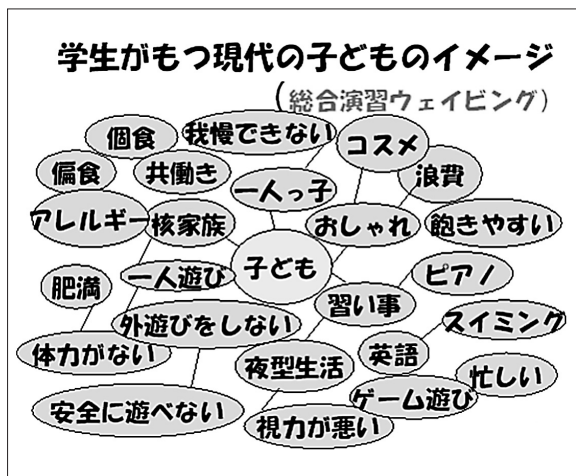 学生がもつ現代の子どものイメージ
(総合演習ウェイビング)
個食
我慢できない
コスメ
偏食
共働き
一人っ子
浪費
アレルギー
核家族
おしゃれ
飽きやすい
子ども
肥満
一人遊び
ピアノ
習い事
外遊びをしない
スイミング
体力がない
夜型生活
英語
忙しい
安全に遊べない
ゲーム遊び
視力が悪い